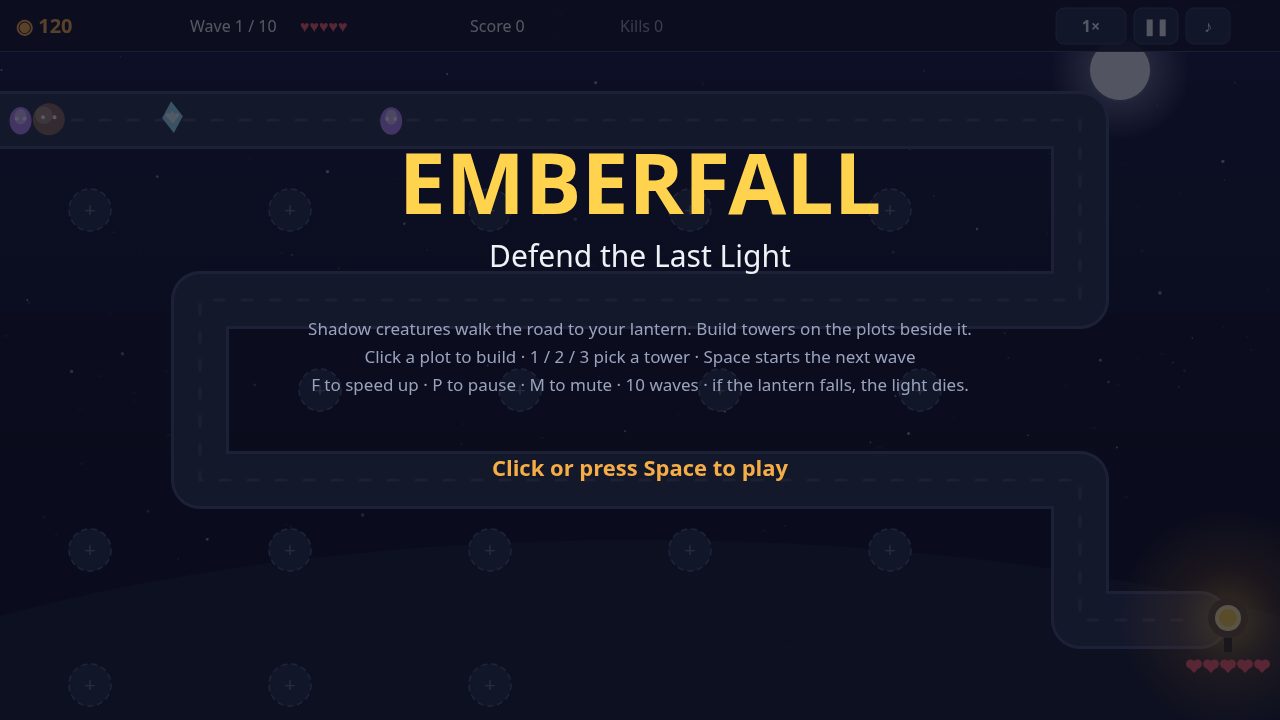 ◉ 120 Wave 1 / 10 ♥♥♥♥♥ Score 0 Kills 0 1× ❚❚ ♪
EMBERFALL
Defend the Last Light
Shadow creatures walk the road to your lantern. Build towers on the plots beside it.
Click a plot to build · 1 / 2 / 3 pick a tower · Space starts the next wave
F to speed up · P to pause · M to mute · 10 waves · if the lantern falls, the light dies.
Click or press Space to play